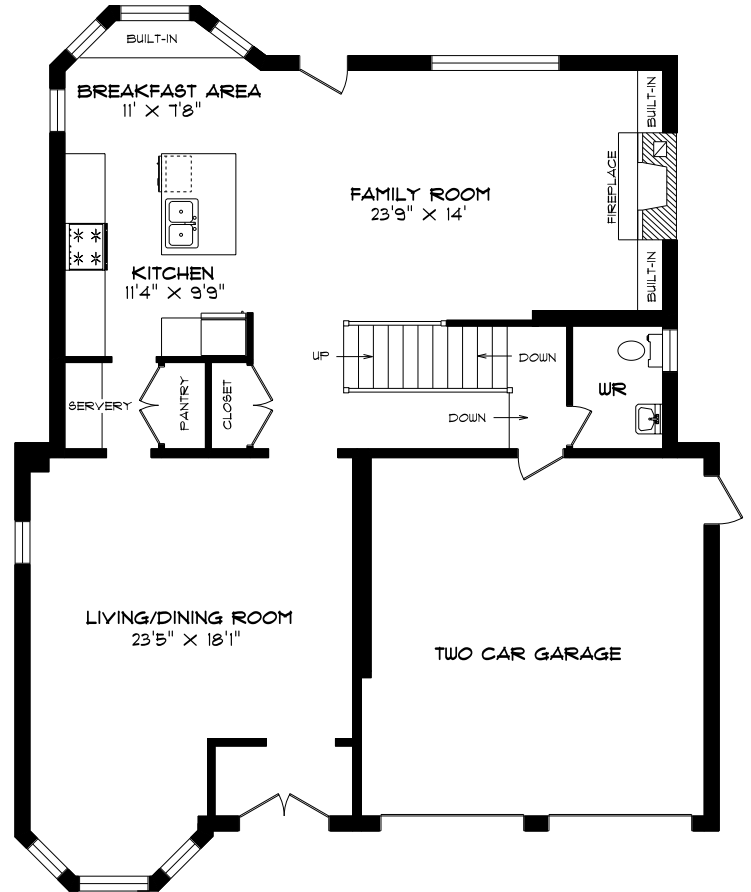 BUILT-IN
BREAKFAST AREA
11' X 7'8"
BUILT-IN
FIREPLACE
FAMILY ROOM
23'9" X 14'
BUILT-IN
KITCHEN
11'4" X 9'9"
UP
DOWN
WR
SERVERY
PANTRY
CLOSET
DOWN
LIVING/DINING ROOM
23'5" X 18'1"
TWO CAR GARAGE